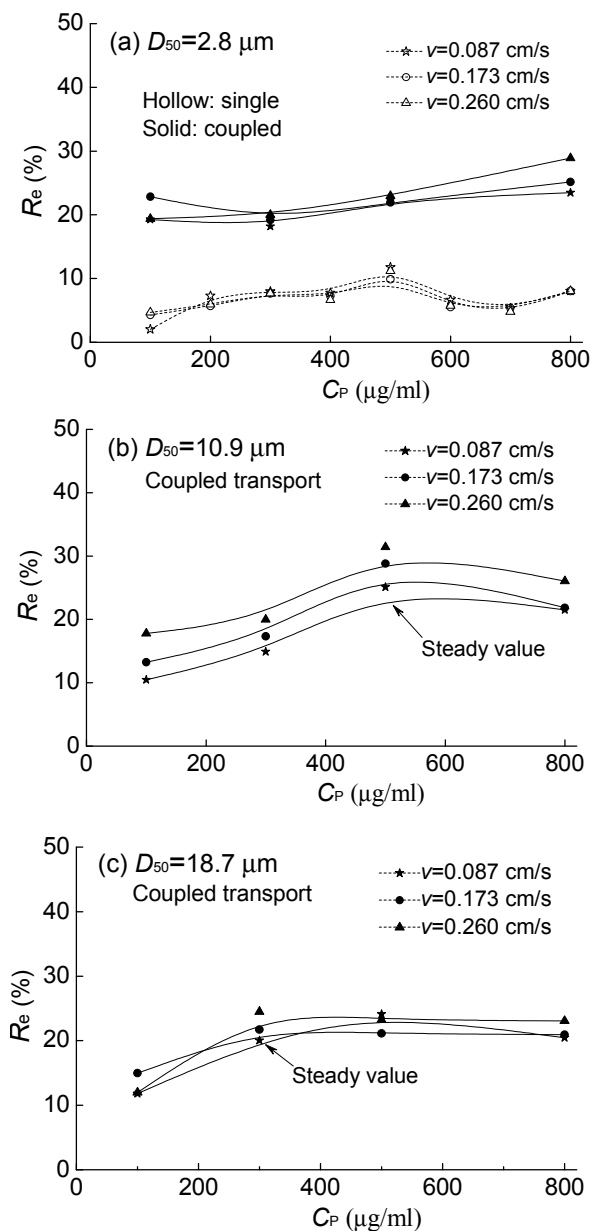 (a) D50=2.8 μm
v=0.087 cm/s
v=0.173 cm/s
v=0.260 cm/s
Hollow: single
Solid: coupled
Re (%)
50
40
30
20
10
0
0 200 400 600 800
CP (μg/ml)
(b) D50=10.9 μm
Coupled transport
v=0.087 cm/s
v=0.173 cm/s
v=0.260 cm/s
Re (%)
50
40
30
20
10
0
Steady value
0 200 400 600 800
CP (μg/ml)
(c) D50=18.7 μm
Coupled transport
v=0.087 cm/s
v=0.173 cm/s
v=0.260 cm/s
Re (%)
50
40
30
20
10
0
Steady value
0 200 400 600 800
CP (μg/ml)